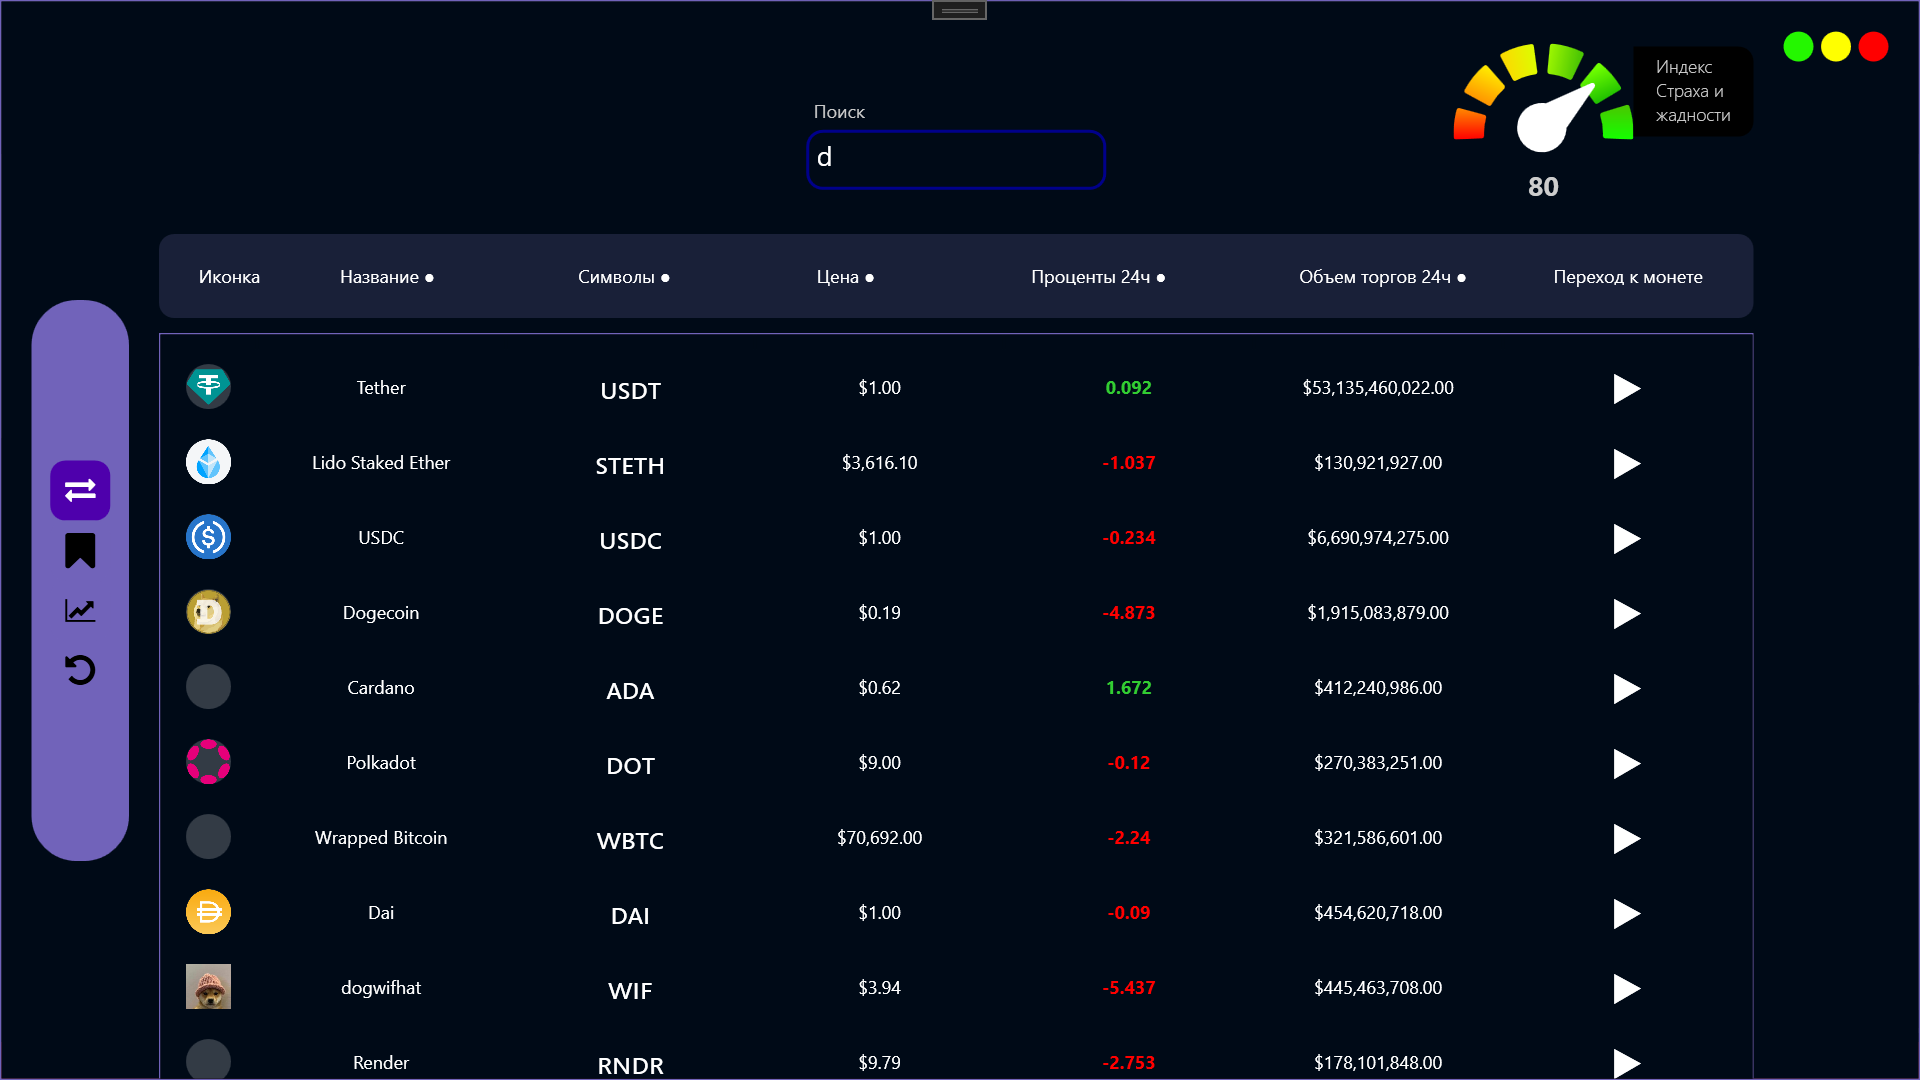 Индекс
Страха и
жадности
Поиск
d
80
Иконка Название ● Символы ● Цена ● Проценты 24ч ● Объем торгов 24ч ● Переход к монете
Tether USDT $1.00 0.092 $53,135,460,022.00
Lido Staked Ether STETH $3,616.10 -1.037 $130,921,927.00
USDC USDC $1.00 -0.234 $6,690,974,275.00
Dogecoin DOGE $0.19 -4.873 $1,915,083,879.00
Cardano ADA $0.62 1.672 $412,240,986.00
Polkadot DOT $9.00 -0.12 $270,383,251.00
Wrapped Bitcoin WBTC $70,692.00 -2.24 $321,586,601.00
Dai DAI $1.00 -0.09 $454,620,718.00
dogwifhat WIF $3.94 -5.437 $445,463,708.00
Render RNDR $9.79 -2.753 $178,101,848.00